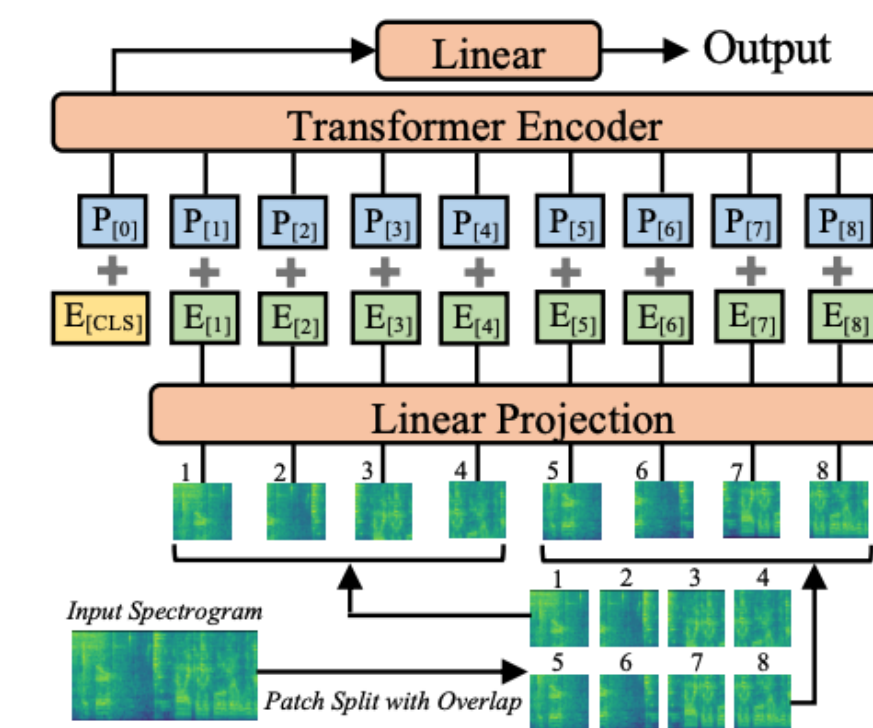 Linear Output
Transformer Encoder
P[0] P[1] P[2] P[3] P[4] P[5] P[6] P[7] P[8]
+ + + + + + + + +
E[CLS] E[1] E[2] E[3] E[4] E[5] E[6] E[7] E[8]
Linear Projection
1 2 3 4 5 6 7 8
1 2 3 4
Input Spectrogram
5 6 7 8
Patch Split with Overlap